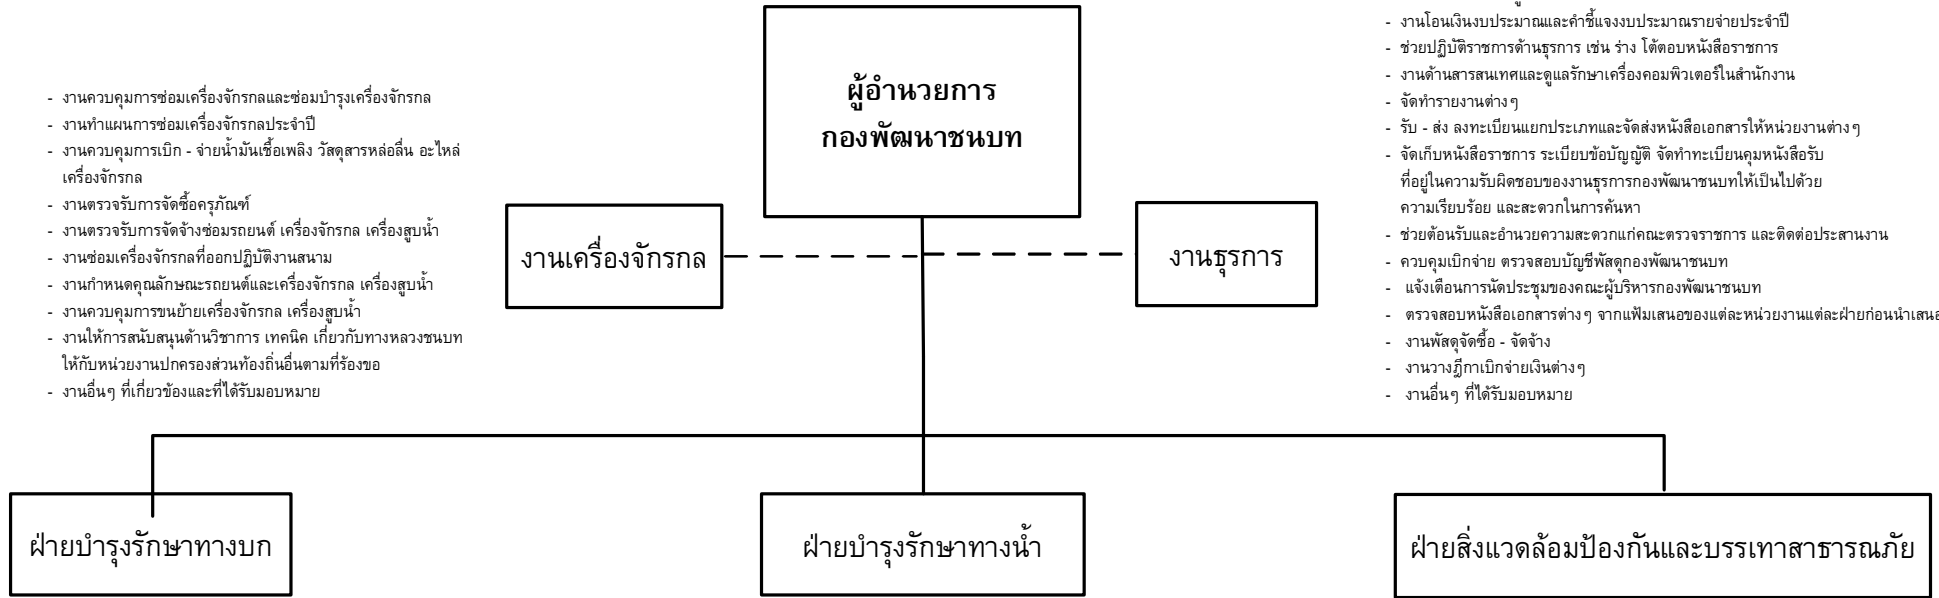 - งานโอนเงินงบประมาณและคำชี้แจงงบประมาณรายจ่ายประจำปี
- ช่วยปฏิบัติราชการด้านธุรการ เช่น ร่าง โต้ตอบหนังสือราชการ
- งานด้านสารสนเทศและดูแลรักษาเครื่องคอมพิวเตอร์ในสำนักงาน
- จัดทำรายงานต่างๆ
- รับ - ส่ง ลงทะเบียนแยกประเภทและจัดส่งหนังสือเอกสารให้หน่วยงานต่างๆ
- จัดเก็บหนังสือราชการ ระเบียบข้อบัญญัติ จัดทำทะเบียนคุมหนังสือรับ
ที่อยู่ในความรับผิดชอบของงานธุรการกองพัฒนาชนบทให้เป็นไปด้วย
ความเรียบร้อย และสะดวกในการค้นหา
- ช่วยต้อนรับและอำนวยความสะดวกแก่คณะตรวจราชการ และติดต่อประสานงาน
- ควบคุมเบิกจ่าย ตรวจสอบบัญชีพัสดุกองพัฒนาชนบท
- แจ้งเตือนการนัดประชุมของคณะผู้บริหารกองพัฒนาชนบท
- ตรวจสอบหนังสือเอกสารต่างๆ จากแฟ้มเสนอของแต่ละหน่วยงานแต่ละฝ่ายก่อนนำเสนอ
- งานพัสดุจัดซื้อ - จัดจ้าง
- งานวางฎีกาเบิกจ่ายเงินต่างๆ
- งานอื่นๆ ที่ได้รับมอบหมาย
ผู้อำนวยการ
กองพัฒนาชนบท
- งานควบคุมการซ่อมเครื่องจักรกลและซ่อมบำรุงเครื่องจักรกล
- งานทำแผนการซ่อมเครื่องจักรกลประจำปี
- งานควบคุมการเบิก - จ่ายน้ำมันเชื้อเพลิง วัสดุสารหล่อลื่น อะไหล่
เครื่องจักรกล
- งานตรวจรับการจัดซื้อครุภัณฑ์
- งานตรวจรับการจัดจ้างซ่อมรถยนต์ เครื่องจักรกล เครื่องสูบน้ำ
- งานซ่อมเครื่องจักรกลที่ออกปฏิบัติงานสนาม
- งานกำหนดคุณลักษณะรถยนต์และเครื่องจักรกล เครื่องสูบน้ำ
- งานควบคุมการขนย้ายเครื่องจักรกล เครื่องสูบน้ำ
- งานให้การสนับสนุนด้านวิชาการ เทคนิค เกี่ยวกับทางหลวงชนบท
ให้กับหน่วยงานปกครองส่วนท้องถิ่นอื่นตามที่ร้องขอ
- งานอื่นๆ ที่เกี่ยวข้องและที่ได้รับมอบหมาย
งานเครื่องจักรกล
งานธุรการ
ฝ่ายบำรุงรักษาทางบก
ฝ่ายบำรุงรักษาทางน้ำ
ฝ่ายสิ่งแวดล้อมป้องกันและบรรเทาสาธารณภัย